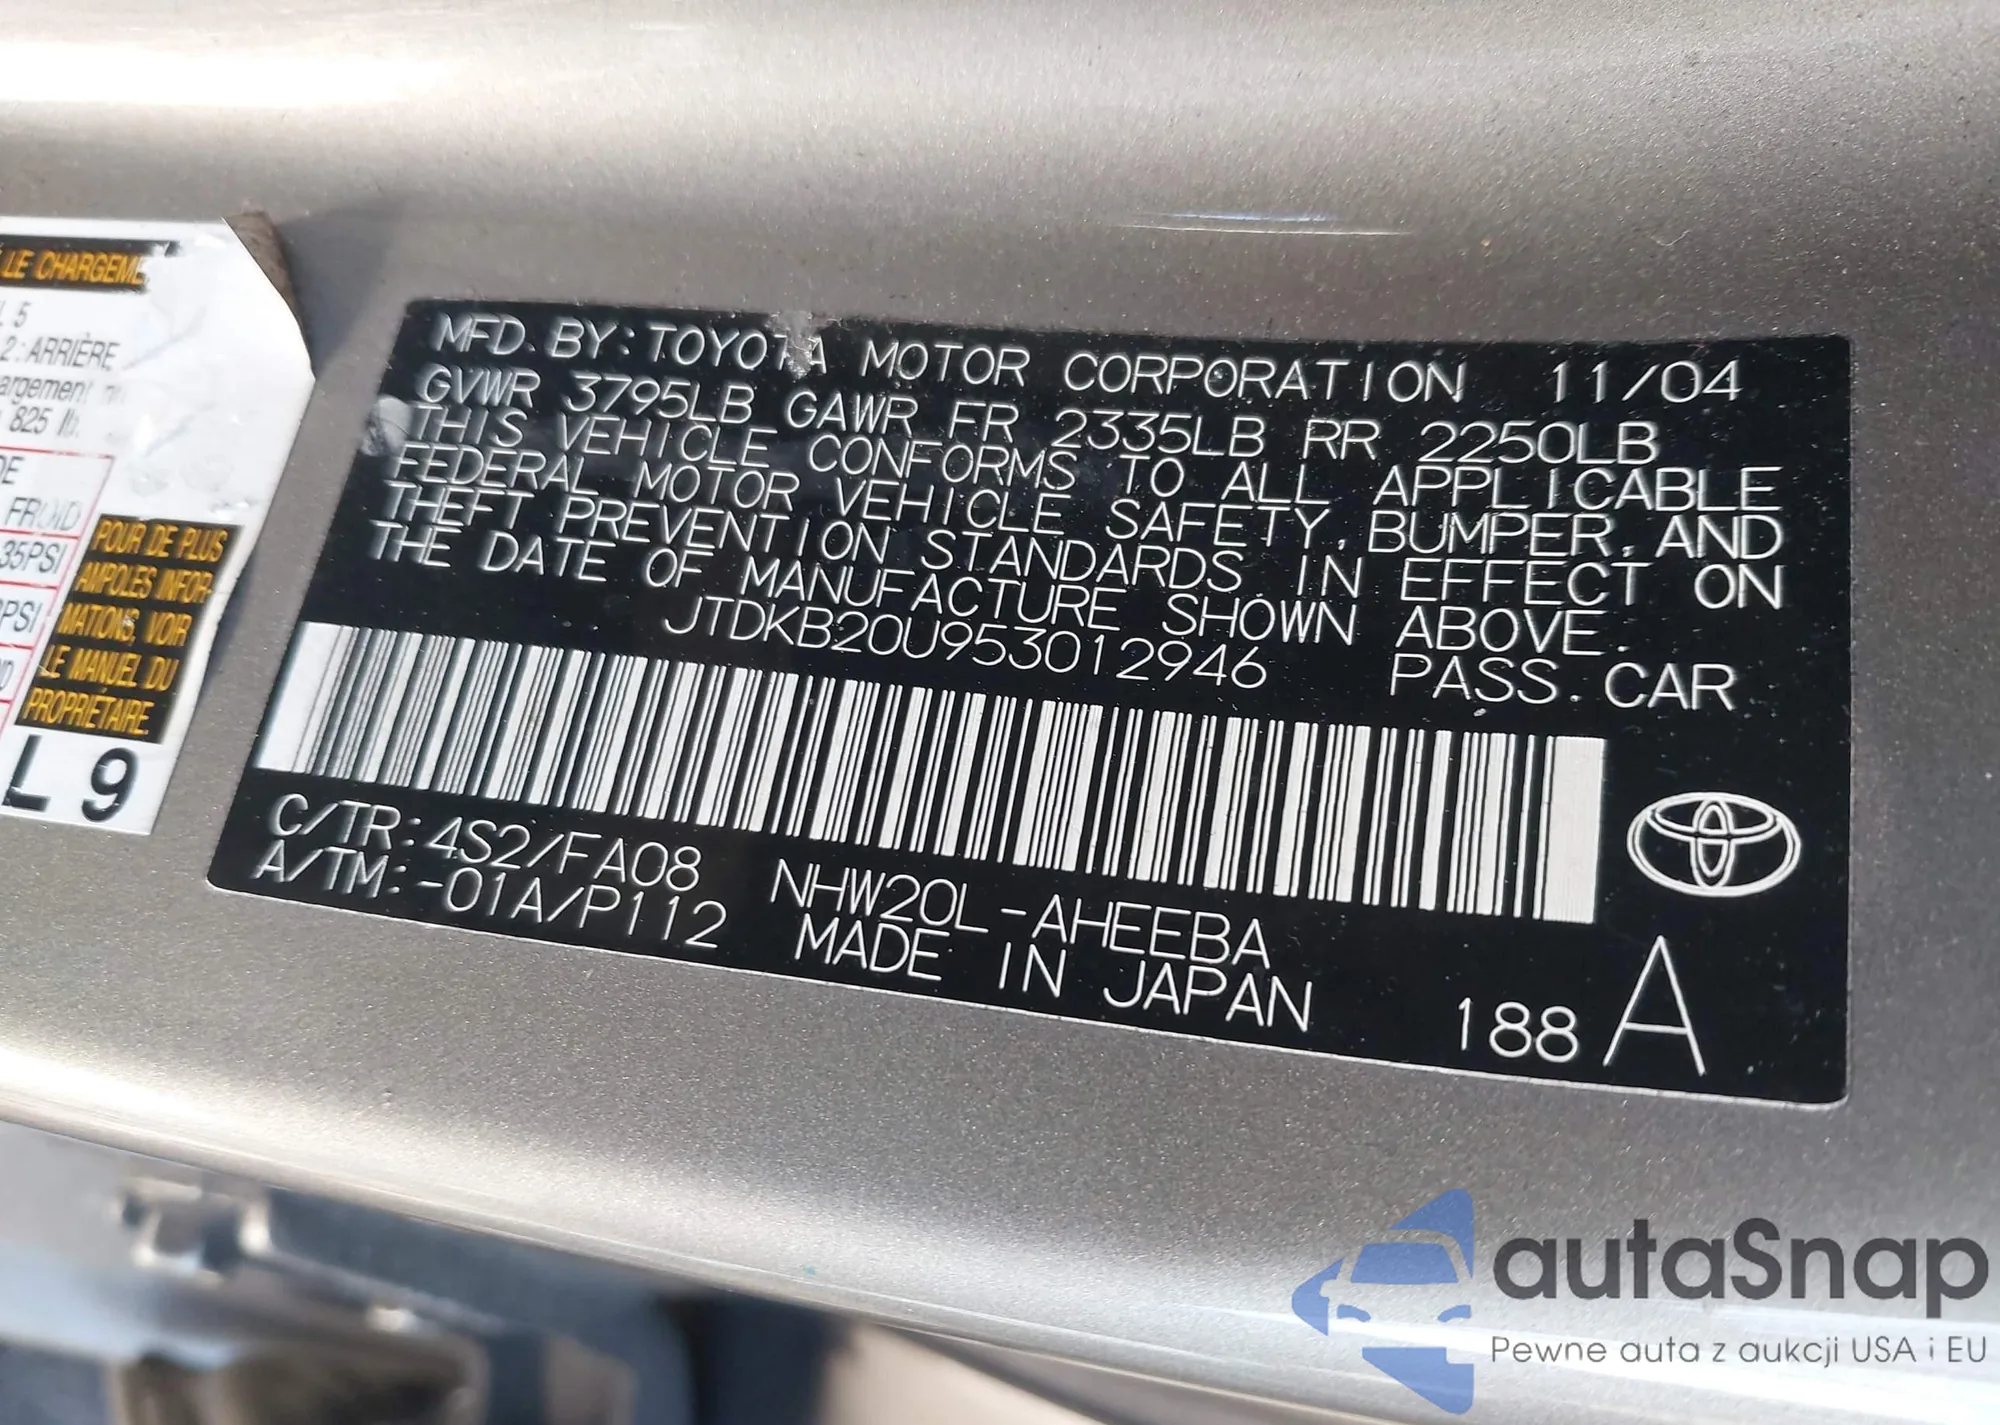 LE CHARGEME
L 5
2:ARRIÈRE
argement
825 lb.
DE
FROID
35PSI
PSI
POUR DE PLUS
AMPOLES INFOR-
MATIONS, VOIR
LE MANUEL DU
PROPRIÉTAIRE.
L 9
MFD. BY: TOYOTA MOTOR CORPORATION 11/04
GVWR 3795LB GAWR FR 2335LB RR 2250LB
THIS VEHICLE CONFORMS TO ALL APPLICABLE
FEDERAL MOTOR VEHICLE SAFETY, BUMPER, AND
THEFT PREVENTION STANDARDS IN EFFECT ON
THE DATE OF MANUFACTURE SHOWN ABOVE.
JTDKB20U953012946 PASS. CAR
C/TR:4S2/FA08 NHW20L-AHEEBA
A/TM:-01A/P112 MADE IN JAPAN 188 A
autaSnap
Pewne auta z aukcji USA i EU